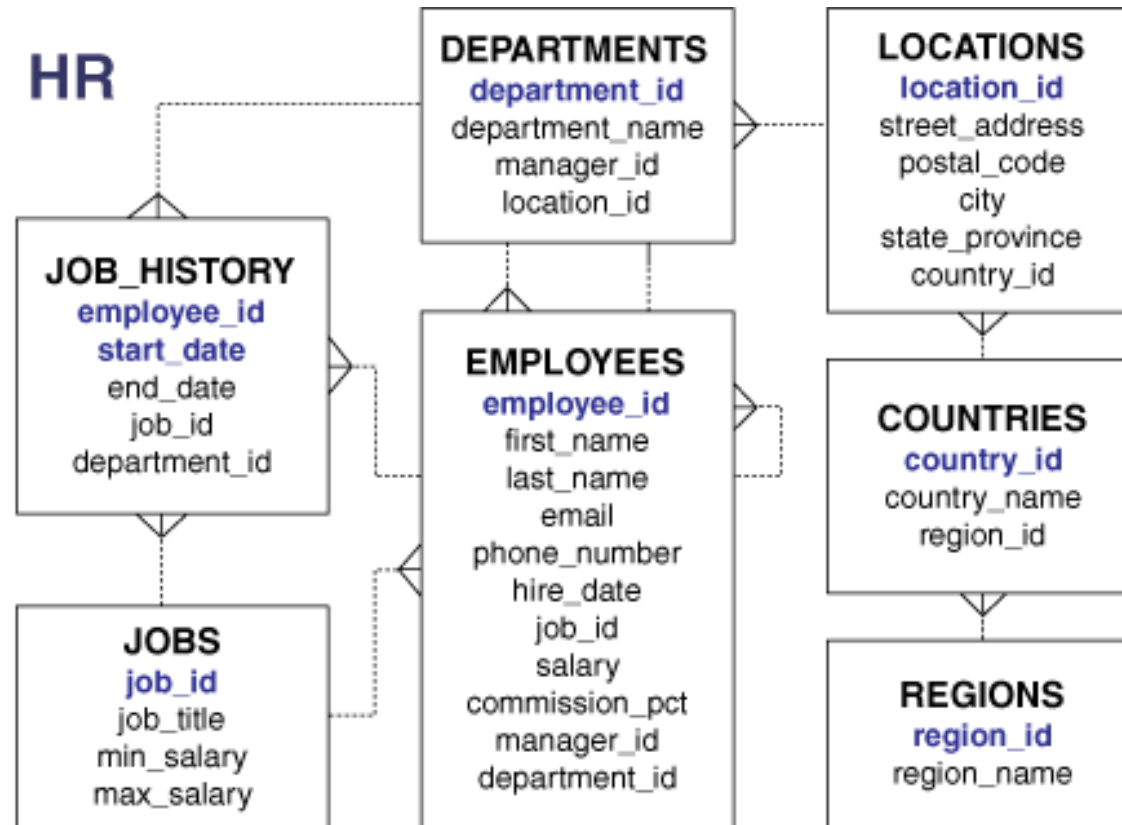 HR
DEPARTMENTS
department_id
department_name
manager_id
location_id
LOCATIONS
location_id
street_address
postal_code
city
state_province
country_id
JOB_HISTORY
employee_id
start_date
end_date
job_id
department_id
EMPLOYEES
employee_id
first_name
last_name
email
phone_number
hire_date
job_id
salary
commission_pct
manager_id
department_id
COUNTRIES
country_id
country_name
region_id
JOBS
job_id
job_title
min_salary
max_salary
REGIONS
region_id
region_name